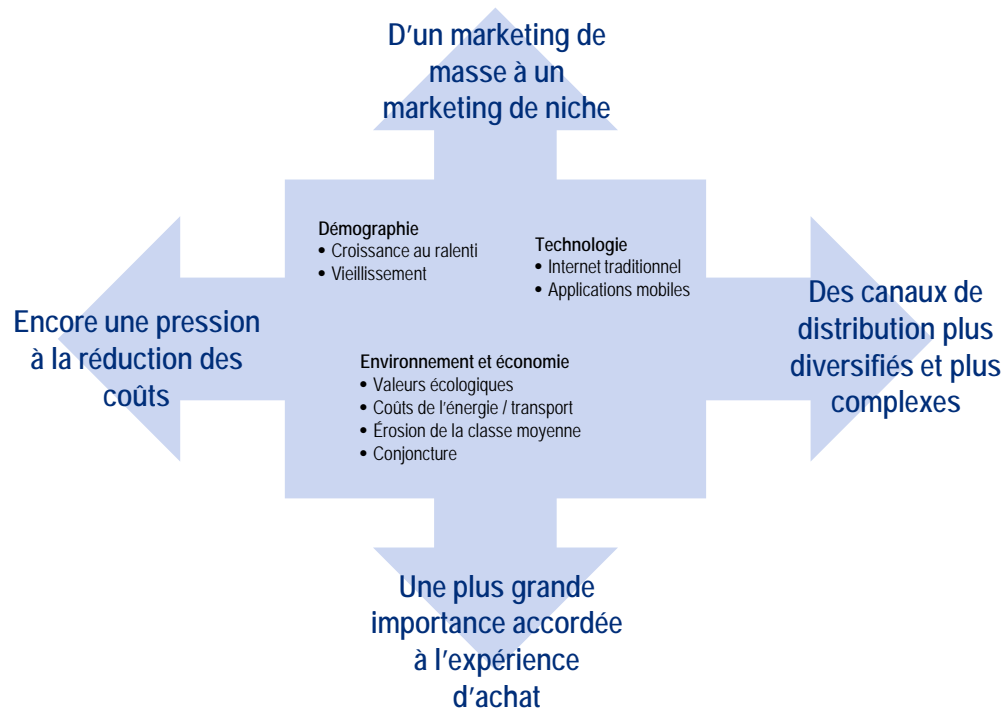 D'un marketing de
masse à un
marketing de niche
Démographie
• Croissance au ralenti
• Vieillissement
Technologie
• Internet traditionnel
• Applications mobiles
Encore une pression
à la réduction des
coûts
Des canaux de
distribution plus
diversifiés et plus
complexes
Environnement et économie
• Valeurs écologiques
• Coûts de l'énergie / transport
• Érosion de la classe moyenne
• Conjoncture
Une plus grande
importance accordée
à l'expérience
d'achat